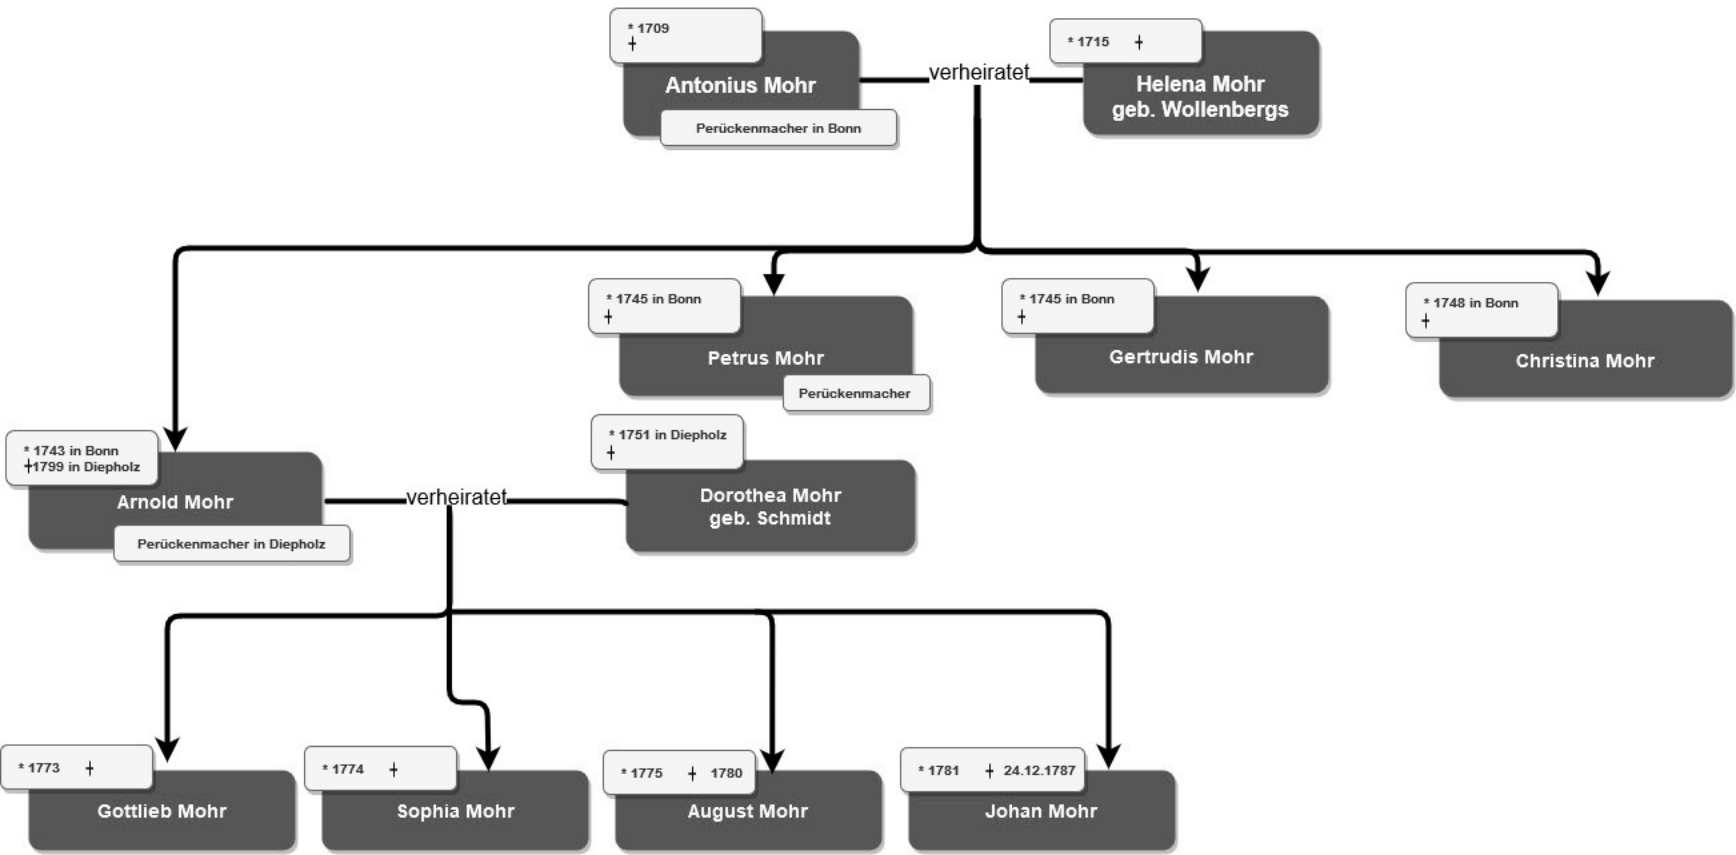 * 1709
┼
Antonius Mohr
Perückenmacher in Bonn
verheiratet
* 1715 ┼
Helena Mohr
geb. Wollenbergs
* 1745 in Bonn
┼
Petrus Mohr
Perückenmacher
* 1745 in Bonn
┼
Gertrudis Mohr
* 1748 in Bonn
┼
Christina Mohr
* 1743 in Bonn
┼1799 in Diepholz
Arnold Mohr
Perückenmacher in Diepholz
verheiratet
* 1751 in Diepholz
┼
Dorothea Mohr
geb. Schmidt
* 1773 ┼
Gottlieb Mohr
* 1774 ┼
Sophia Mohr
* 1775 ┼ 1780
August Mohr
* 1781 ┼ 24.12.1787
Johan Mohr